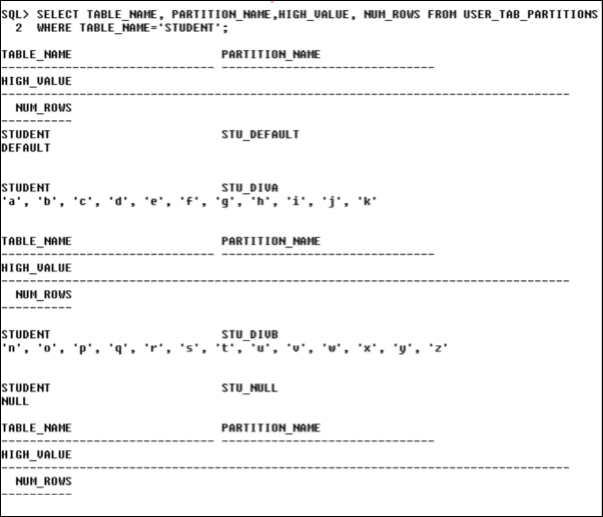 SQL> SELECT TABLE_NAME, PARTITION_NAME,HIGH_VALUE, NUM_ROWS FROM USER_TAB_PARTITIONS
2 WHERE TABLE_NAME='STUDENT';
TABLE_NAME PARTITION_NAME
------------------------------ ------------------------------
HIGH_VALUE
--------------------------------------------------------------------------------
NUM_ROWS
----------
STUDENT STU_DEFAULT
DEFAULT
STUDENT STU_DIVA
'a', 'b', 'c', 'd', 'e', 'f', 'g', 'h', 'i', 'j', 'k'
TABLE_NAME PARTITION_NAME
------------------------------ ------------------------------
HIGH_VALUE
--------------------------------------------------------------------------------
NUM_ROWS
----------
STUDENT STU_DIVB
'n', 'o', 'p', 'q', 'r', 's', 't', 'u', 'v', 'w', 'x', 'y', 'z'
STUDENT STU_NULL
NULL
TABLE_NAME PARTITION_NAME
------------------------------ ------------------------------
HIGH_VALUE
--------------------------------------------------------------------------------
NUM_ROWS
----------